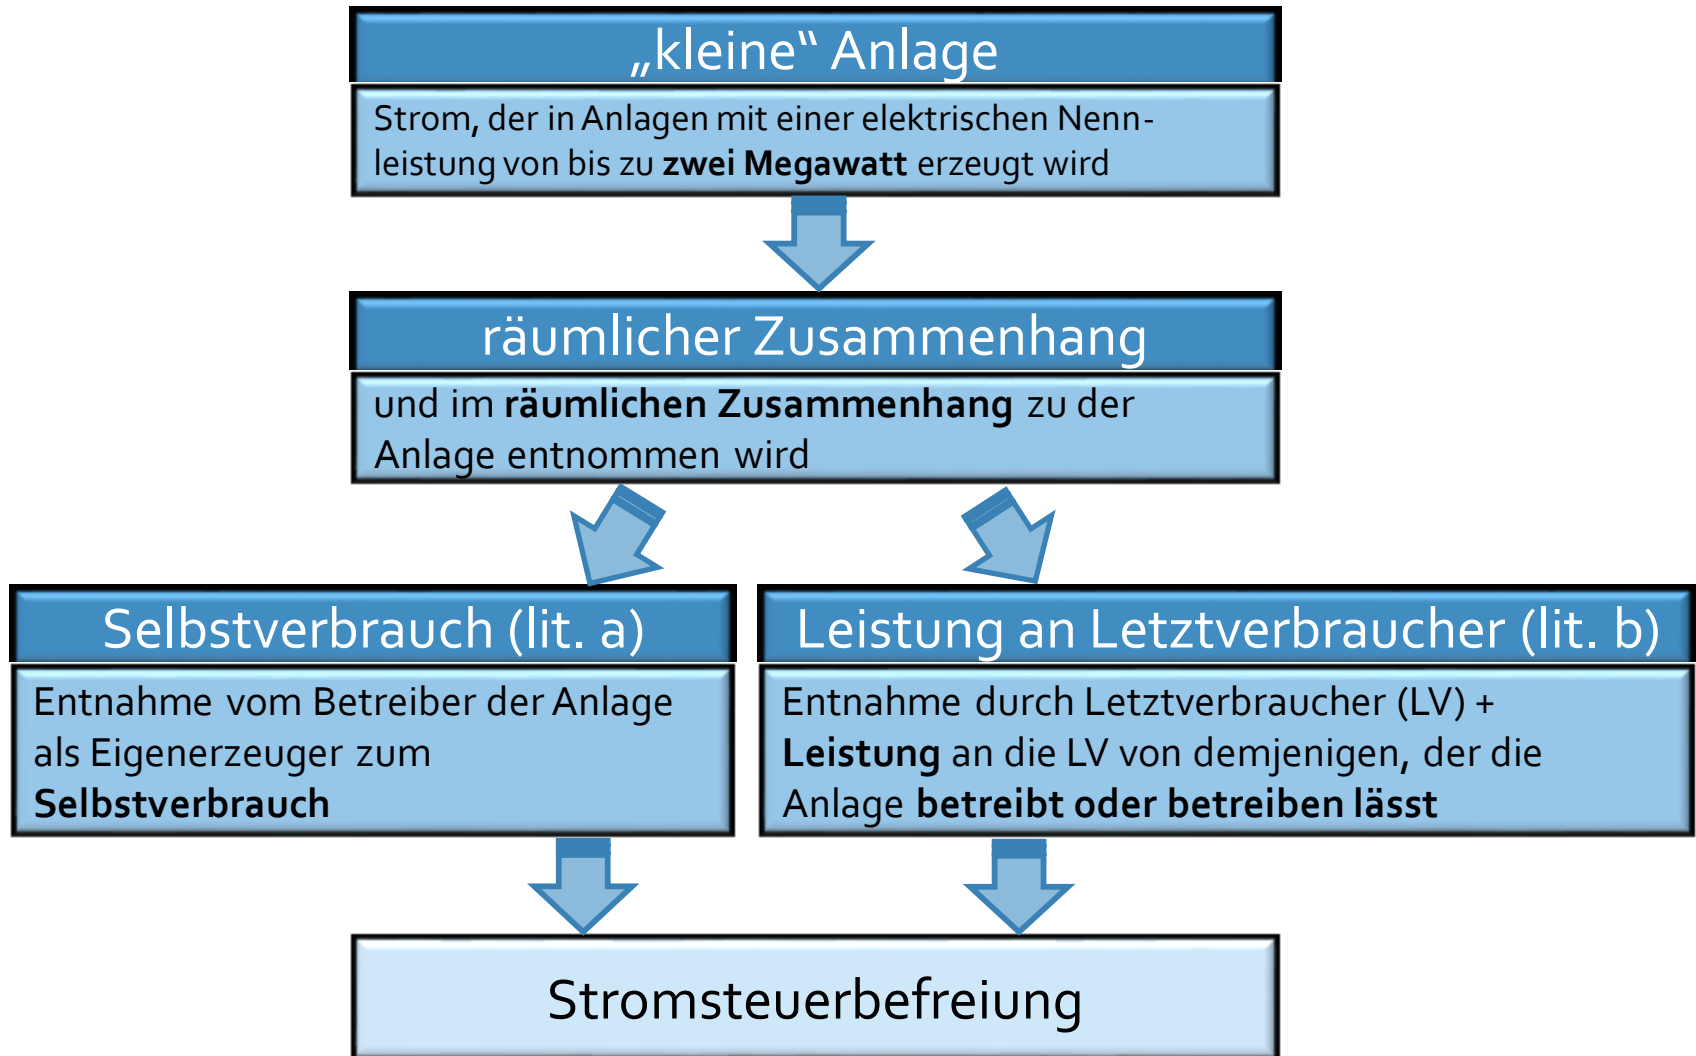 „kleine“ Anlage
Strom, der in Anlagen mit einer elektrischen Nenn-
leistung von bis zu zwei Megawatt erzeugt wird
räumlicher Zusammenhang
und im räumlichen Zusammenhang zu der
Anlage entnommen wird
Selbstverbrauch (lit. a)
Entnahme vom Betreiber der Anlage
als Eigenerzeuger zum
Selbstverbrauch
Leistung an Letztverbraucher (lit. b)
Entnahme durch Letztverbraucher (LV) +
Leistung an die LV von demjenigen, der die
Anlage betreibt oder betreiben lässt
Stromsteuerbefreiung